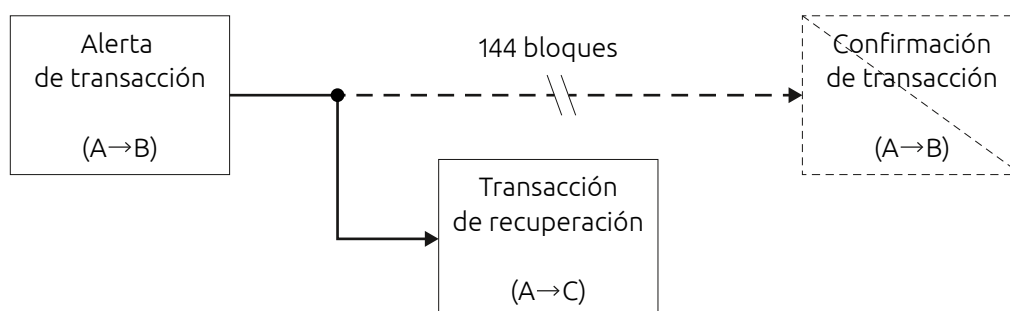 Alerta
de transacción
(A→B)
144 bloques
Confirmación
de transacción
(A→B)
Transacción
de recuperación
(A→C)